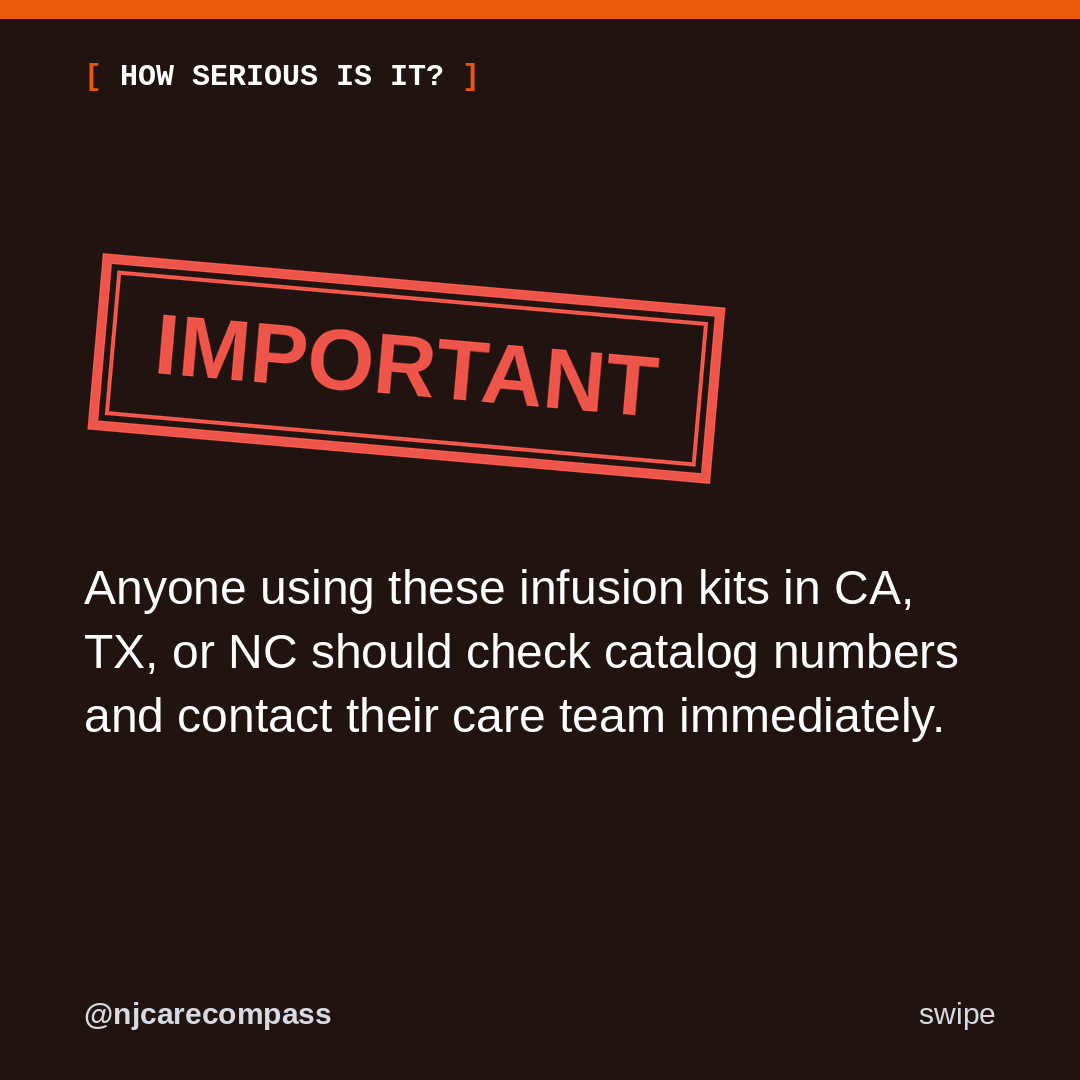 [ HOW SERIOUS IS IT? ]
IMPORTANT
Anyone using these infusion kits in CA,
TX, or NC should check catalog numbers
and contact their care team immediately.
@njcarecompass
swipe